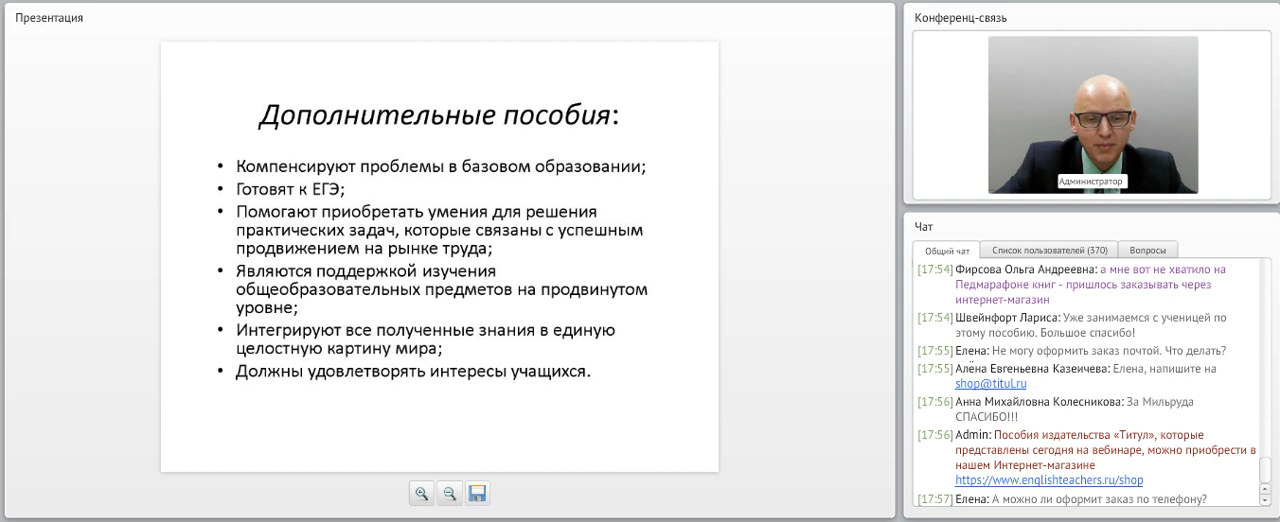 Презентация
Дополнительные пособия:
• Компенсируют проблемы в базовом образовании;
• Готовят к ЕГЭ;
• Помогают приобретать умения для решения
практических задач, которые связаны с успешным
продвижением на рынке труда;
• Являются поддержкой изучения
общеобразовательных предметов на продвинутом
уровне;
• Интегрируют все полученные знания в единую
целостную картину мира;
• Должны удовлетворять интересы учащихся.
Конференц-связь
Администратор
Чат
Общий чат
Список пользователей (370)
Вопросы
[17:54] Фирсова Ольга Андреевна: а мне вот не хватило на
Педмарафоне книг - пришлось заказывать через
интернет-магазин
[17:54] Швейнфорт Лариса: Уже занимаемся с ученицей по
этому пособию. Большое спасибо!
[17:55] Елена: Не могу оформить заказ почтой. Что делать?
[17:55] Алёна Евгеньевна Казеичева: Елена, напишите на
shop@titul.ru
[17:56] Анна Михайловна Колесникова: За Мильруда
СПАСИБО!!!
[17:56] Admin: Пособия издательства «Титул», которые
представлены сегодня на вебинаре, можно приобрести в
нашем Интернет-магазине
https://www.englishteachers.ru/shop
[17:57] Елена: А можно ли оформит заказ по телефону?